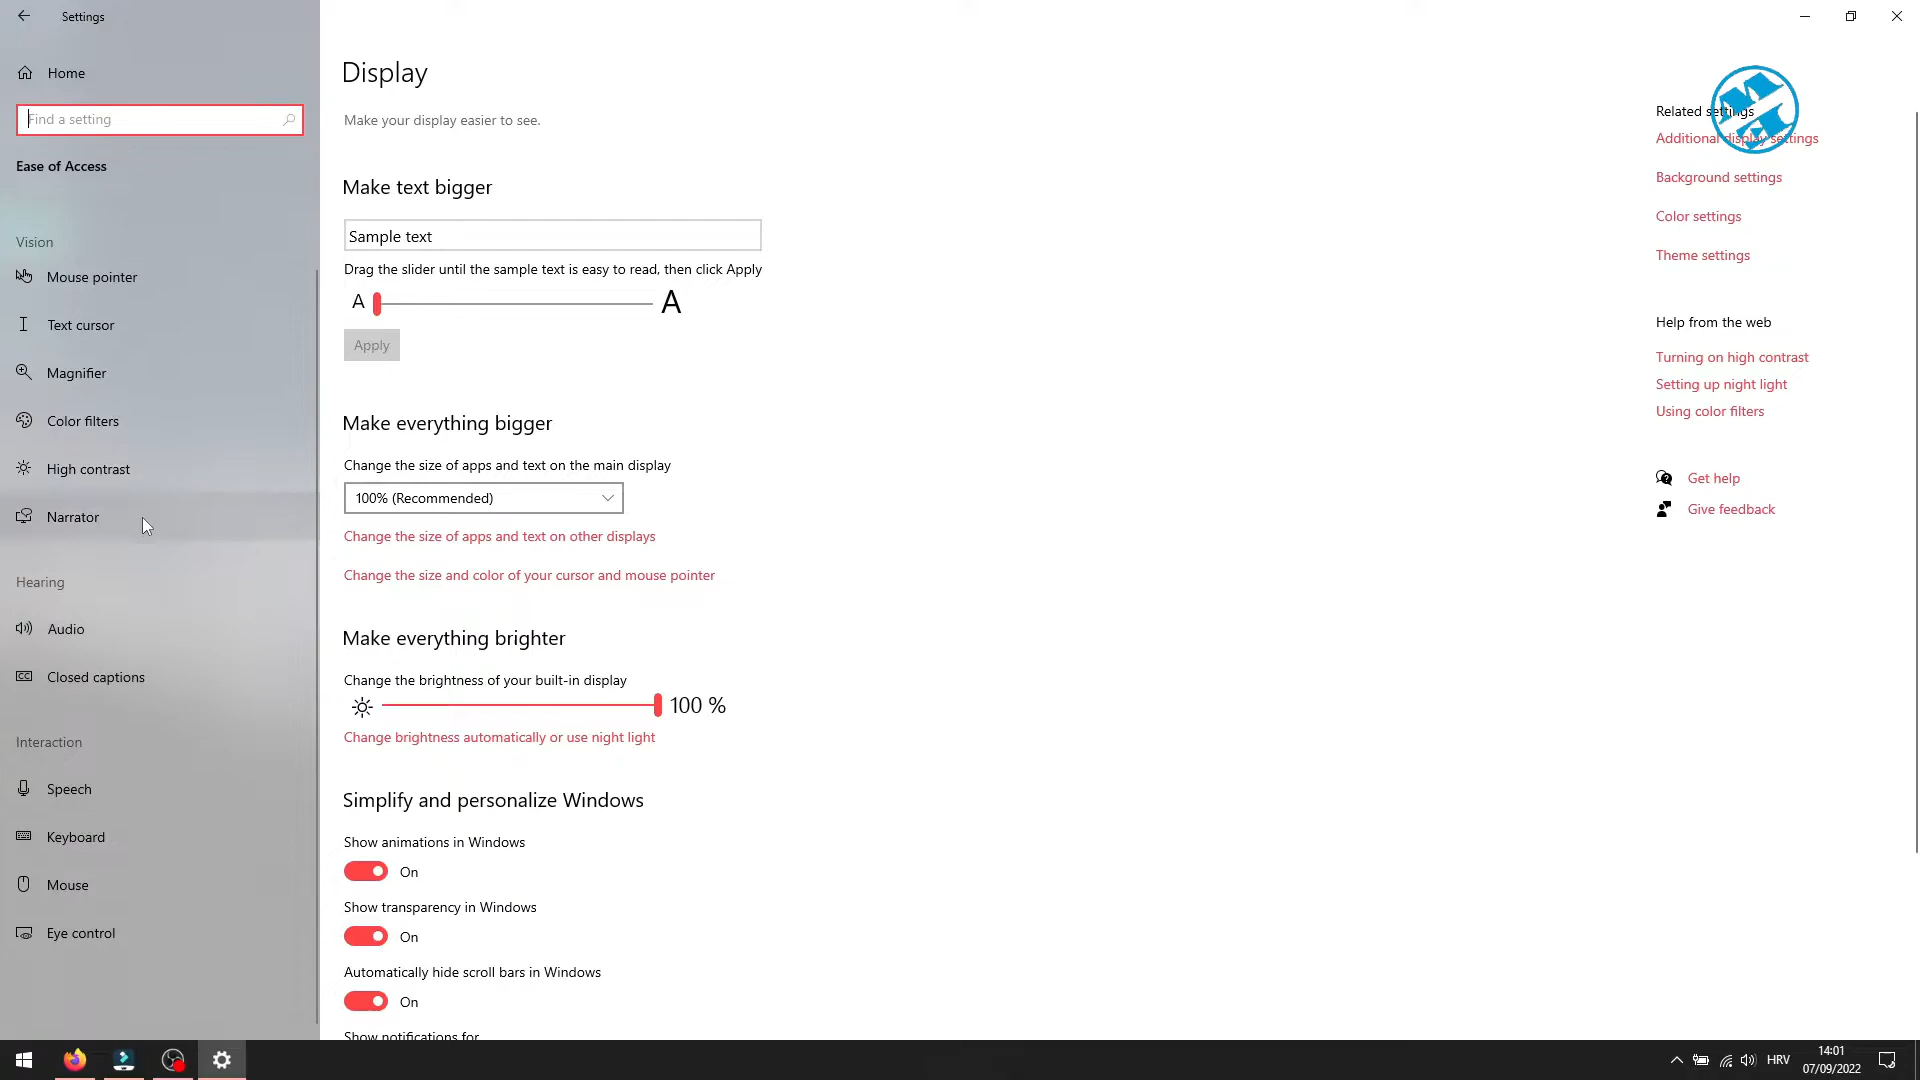 Settings
Home
Find a setting
Ease of Access
Vision
Mouse pointer
Text cursor
Magnifier
Color filters
High contrast
Narrator
Hearing
Audio
Closed captions
Interaction
Speech
Keyboard
Mouse
Eye control
Display
Make your display easier to see.
Make text bigger
Sample text
Drag the slider until the sample text is easy to read, then click Apply
A A
Apply
Make everything bigger
Change the size of apps and text on the main display
100% (Recommended)
Change the size of apps and text on other displays
Change the size and color of your cursor and mouse pointer
Make everything brighter
Change the brightness of your built-in display
100 %
Change brightness automatically or use night light
Simplify and personalize Windows
Show animations in Windows
On
Show transparency in Windows
On
Automatically hide scroll bars in Windows
On
Show notifications for
Related settings
Additional display settings
Background settings
Color settings
Theme settings
Help from the web
Turning on high contrast
Setting up night light
Using color filters
Get help
Give feedback
HRV
14:01
07/09/2022